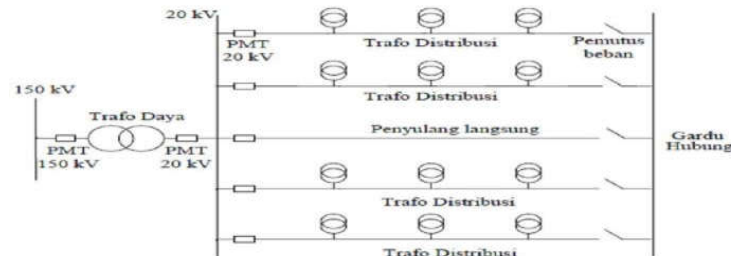 20 kV
PMT
20 kV
Trafo Distribusi
Pemutus
beban
Trafo Distribusi
150 kV
Trafo Daya
PMT
150 kV
PMT
20 kV
Penyulang langsung
Gardu
Hubung
Trafo Distribusi
Trafo Distribusi